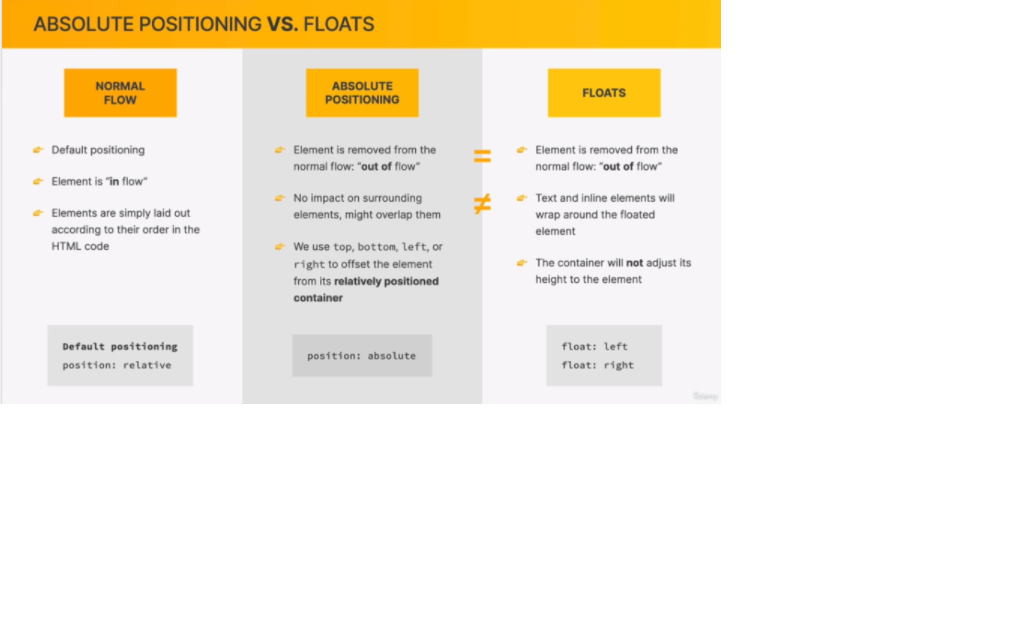 ABSOLUTE POSITIONING VS. FLOATS
NORMAL
FLOW
Default positioning
Element is “in flow”
Elements are simply laid out
according to their order in the
HTML code
Default positioning
position: relative
ABSOLUTE
POSITIONING
Element is removed from the
normal flow: “out of flow”
No impact on surrounding
elements, might overlap them
We use top, bottom, left, or
right to offset the element
from its relatively positioned
container
position: absolute
=
≠
FLOATS
Element is removed from the
normal flow: “out of flow”
Text and inline elements will
wrap around the floated
element
The container will not adjust its
height to the element
float: left
float: right